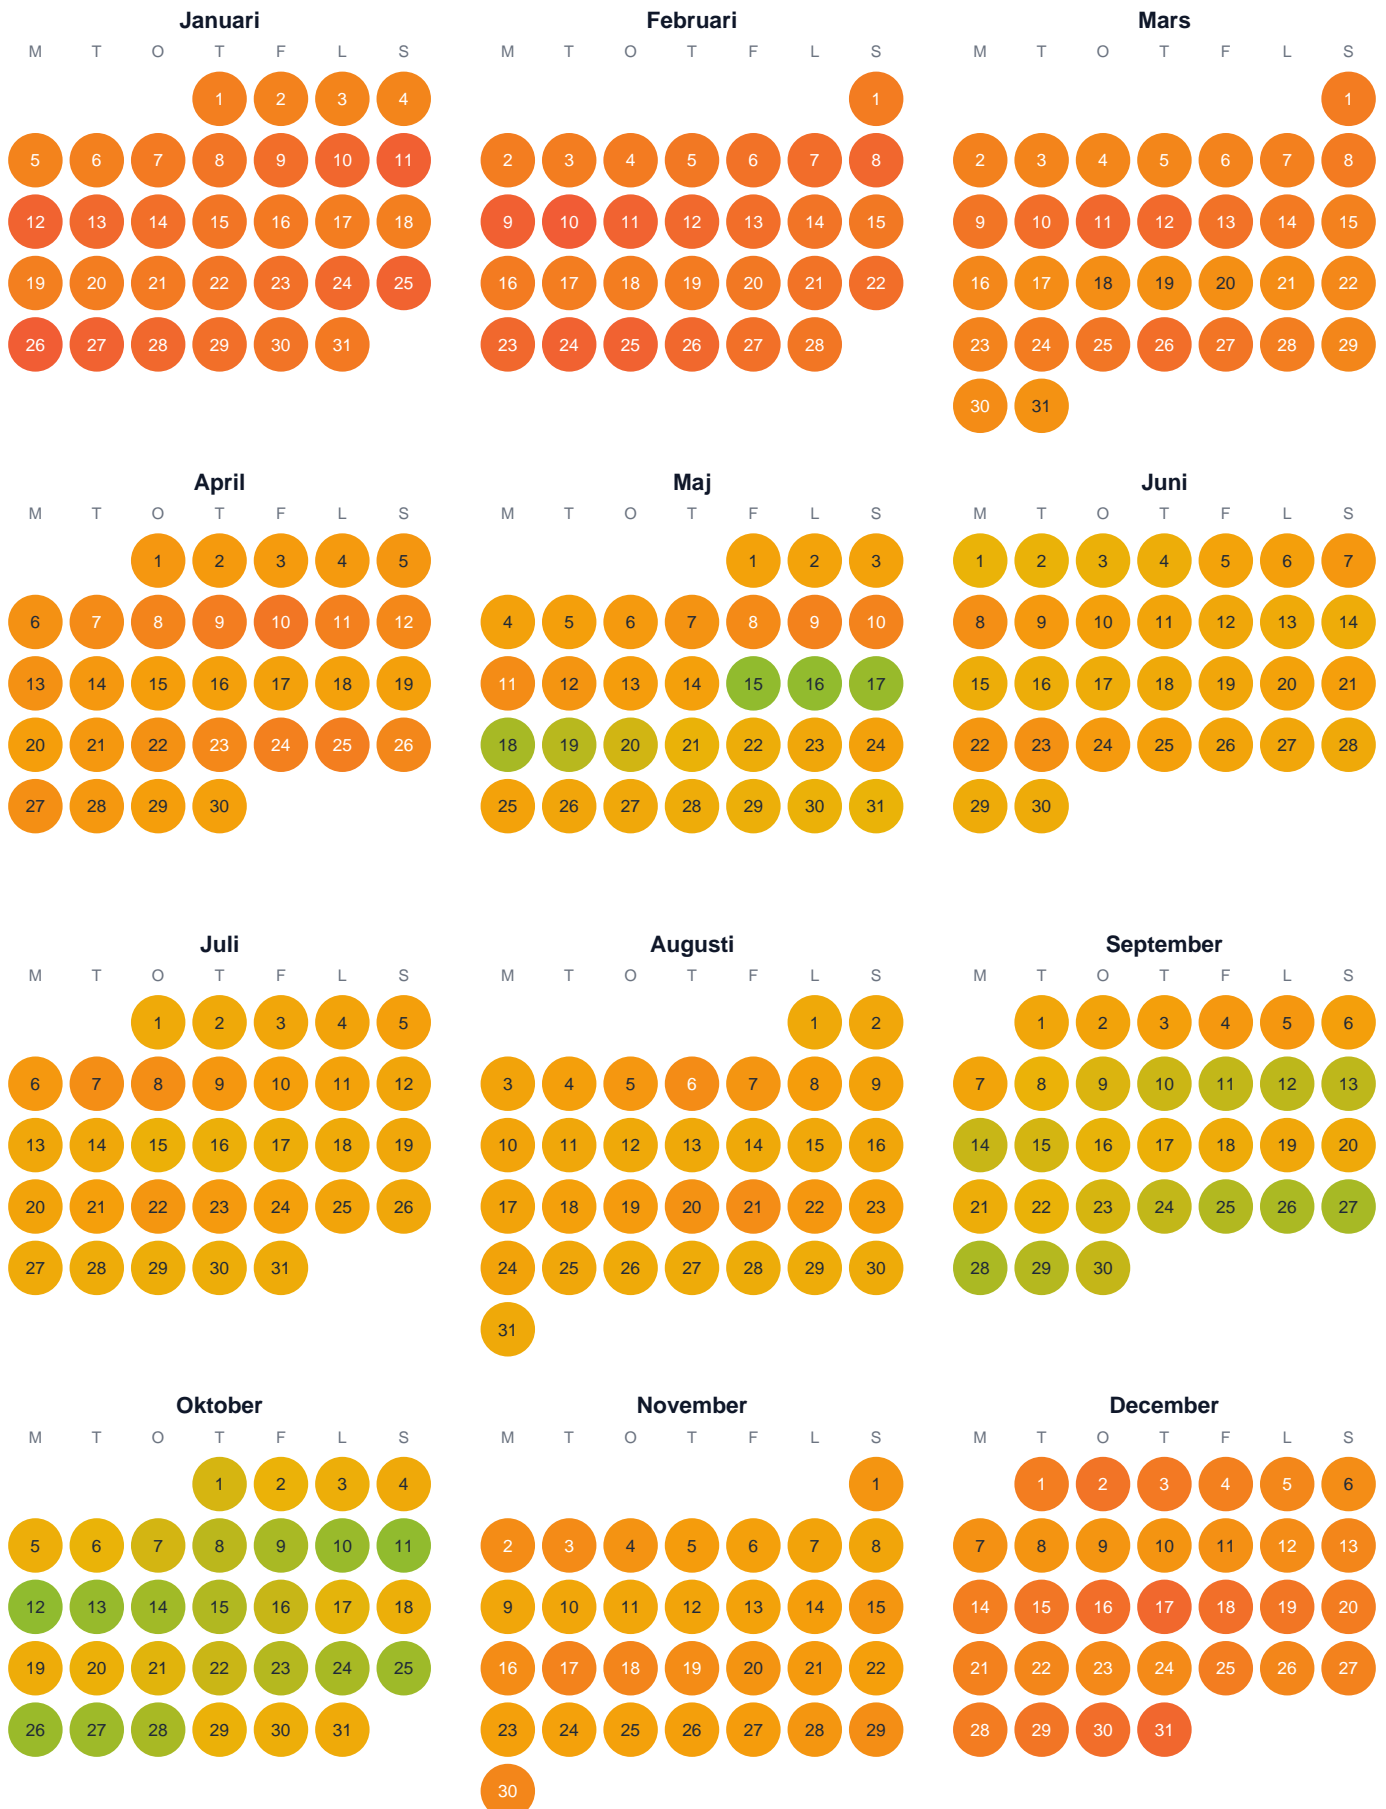 Januari Februari Mars
M T O T F L S M T O T F L S M T O T F L S
1 2 3 4 1 1
5 6 7 8 9 10 11 2 3 4 5 6 7 8 2 3 4 5 6 7 8
12 13 14 15 16 17 18 9 10 11 12 13 14 15 9 10 11 12 13 14 15
19 20 21 22 23 24 25 16 17 18 19 20 21 22 16 17 18 19 20 21 22
26 27 28 29 30 31 23 24 25 26 27 28 23 24 25 26 27 28 29
30 31
April Maj Juni
M T O T F L S M T O T F L S M T O T F L S
1 2 3 4 5 1 2 3 1 2 3 4 5 6 7
6 7 8 9 10 11 12 4 5 6 7 8 9 10 8 9 10 11 12 13 14
13 14 15 16 17 18 19 11 12 13 14 15 16 17 15 16 17 18 19 20 21
20 21 22 23 24 25 26 18 19 20 21 22 23 24 22 23 24 25 26 27 28
27 28 29 30 25 26 27 28 29 30 31 29 30
Juli Augusti September
M T O T F L S M T O T F L S M T O T F L S
1 2 3 4 5 1 2 1 2 3 4 5 6
6 7 8 9 10 11 12 3 4 5 6 7 8 9 7 8 9 10 11 12 13
13 14 15 16 17 18 19 10 11 12 13 14 15 16 14 15 16 17 18 19 20
20 21 22 23 24 25 26 17 18 19 20 21 22 23 21 22 23 24 25 26 27
27 28 29 30 31 24 25 26 27 28 29 30 28 29 30
31
Oktober November December
M T O T F L S M T O T F L S M T O T F L S
1 2 3 4 1 1 2 3 4 5 6
5 6 7 8 9 10 11 2 3 4 5 6 7 8 7 8 9 10 11 12 13
12 13 14 15 16 17 18 9 10 11 12 13 14 15 14 15 16 17 18 19 20
19 20 21 22 23 24 25 16 17 18 19 20 21 22 21 22 23 24 25 26 27
26 27 28 29 30 31 23 24 25 26 27 28 29 28 29 30 31
30